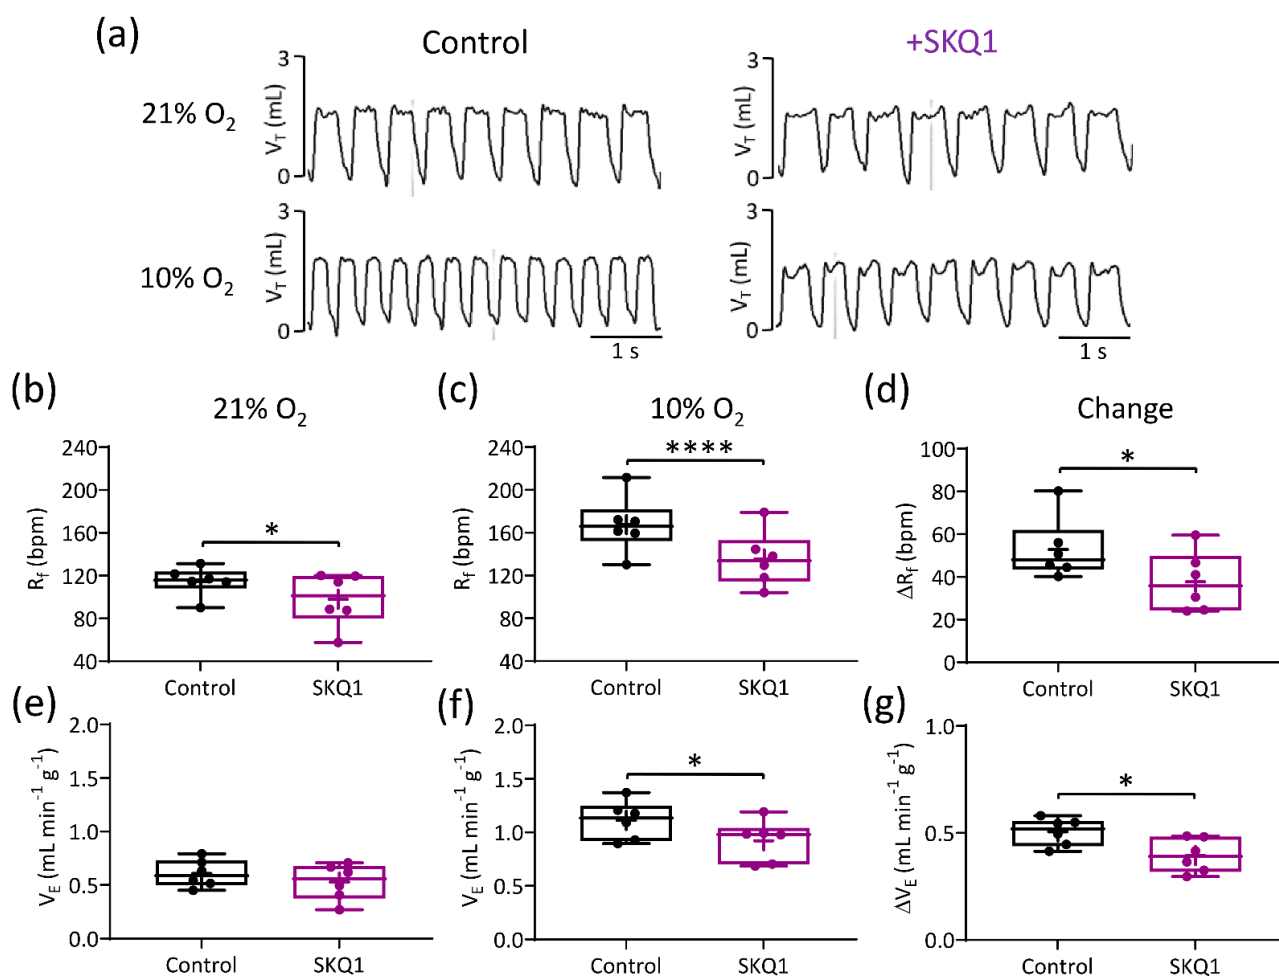 (a) Control +SKQ1
21% O2
VT (mL) 3 0
VT (mL) 3 0
10% O2
VT (mL) 3 0
VT (mL) 3 0
1 s 1 s
(b) (c) (d)
21% O2 10% O2 Change
Rf (bpm) 240 200 160 120 80 40 *
Control SKQ1
Rf (bpm) 240 200 160 120 80 40 ****
Control SKQ1
ΔRf (bpm) 100 80 60 40 20 0 *
Control SKQ1
(e) (f) (g)
VE (mL min-1 g-1) 2.0 1.5 1.0 0.5 0.0
Control SKQ1
VE (mL min-1 g-1) 2.0 1.5 1.0 0.5 0.0 *
Control SKQ1
ΔVE (mL min-1 g-1) 1.0 0.5 0.0 *
Control SKQ1